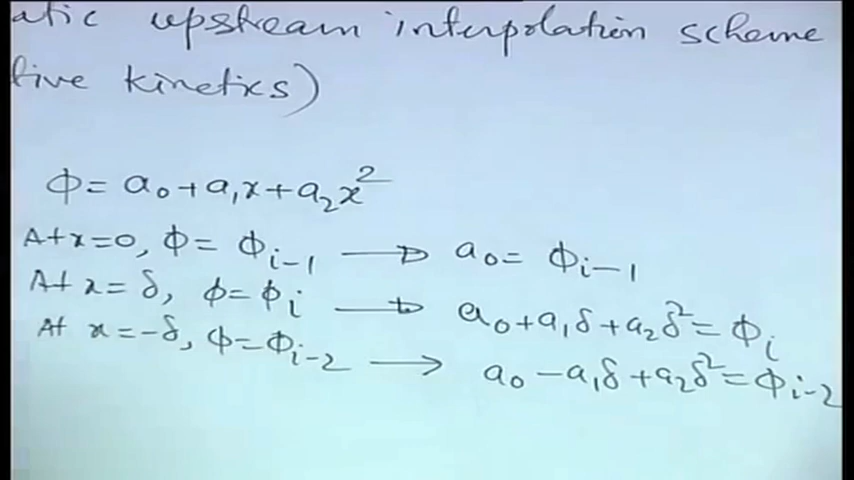 atic upstream interpolation scheme
tive kinetics)
Φ = a₀ + a₁x + a₂x²
At x=0, Φ = Φᵢ₋₁ → a₀ = Φᵢ₋₁
At x = δ, Φ = Φᵢ → a₀ + a₁δ + a₂δ² = Φᵢ
At x = -δ, Φ = Φᵢ₋₂ → a₀ - a₁δ + a₂δ² = Φᵢ₋₂